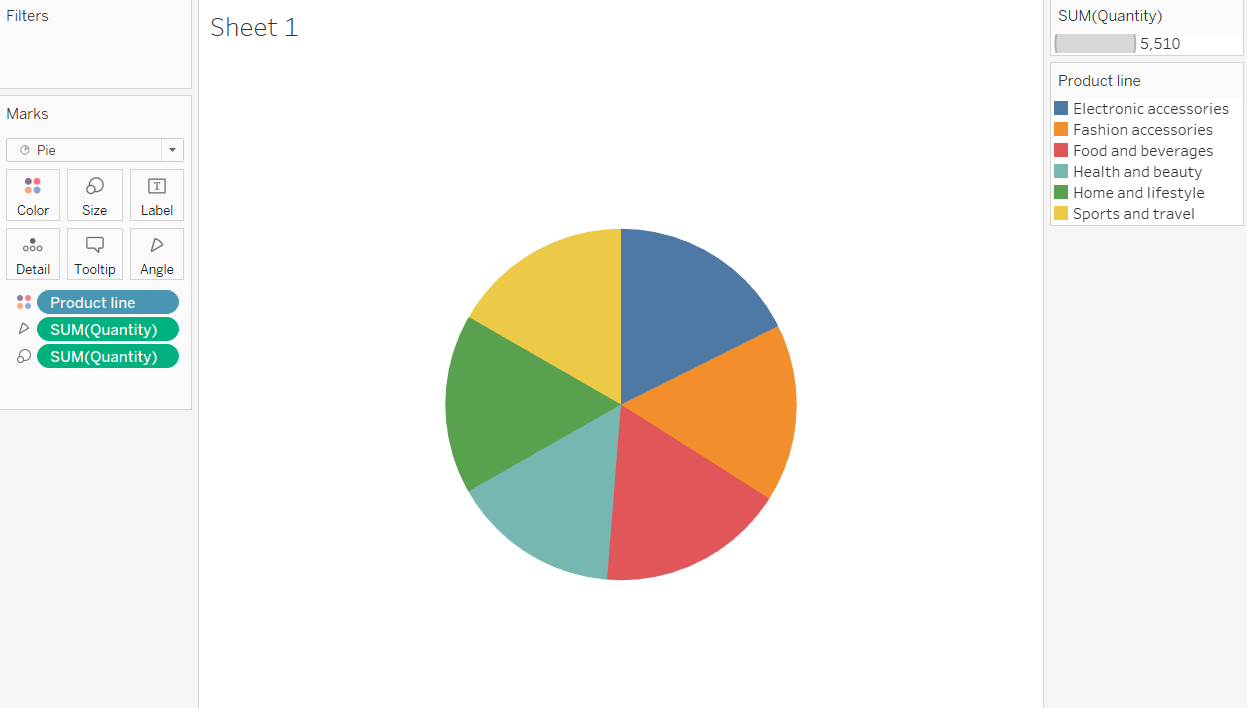 Filters
Marks
Pie
Color
Size
Label
Detail
Tooltip
Angle
Product line
SUM(Quantity)
SUM(Quantity)
Sheet 1
SUM(Quantity)
5,510
Product line
Electronic accessories
Fashion accessories
Food and beverages
Health and beauty
Home and lifestyle
Sports and travel